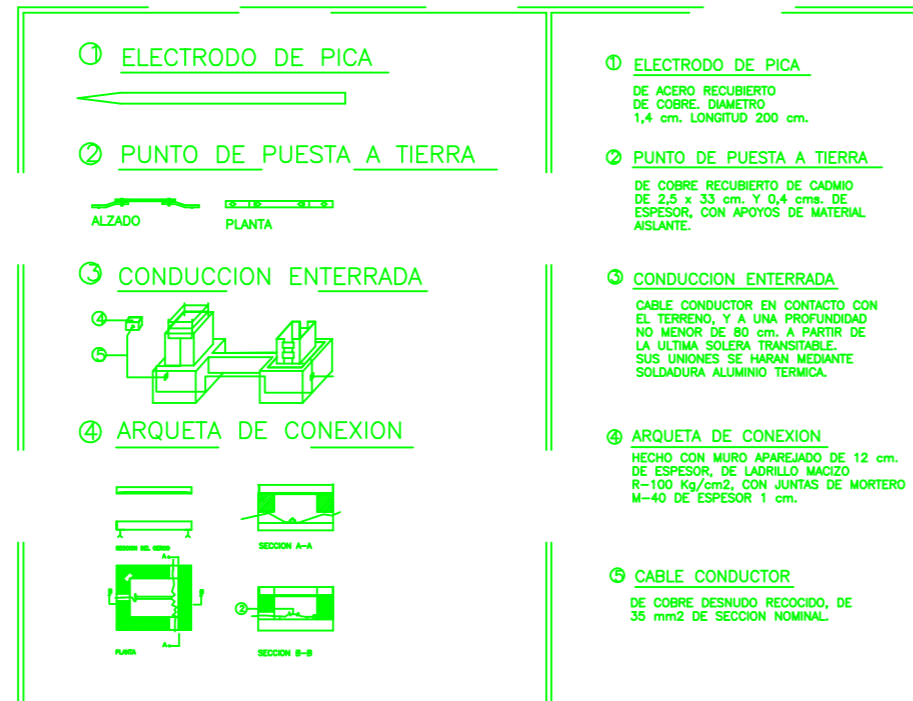 ① ELECTRODO DE PICA
② PUNTO DE PUESTA A TIERRA
ALZADO
PLANTA
③ CONDUCCION ENTERRADA
④
⑤
④ ARQUETA DE CONEXION
SECCION DEL CERCO
SECCION A-A
A
B
B
②
A
PLANTA
SECCION B-B
① ELECTRODO DE PICA
DE ACERO RECUBIERTO
DE COBRE. DIAMETRO
1,4 cm. LONGITUD 200 cm.
② PUNTO DE PUESTA A TIERRA
DE COBRE RECUBIERTO DE CADMIO
DE 2,5 x 33 cm. Y 0,4 cms. DE
ESPESOR, CON APOYOS DE MATERIAL
AISLANTE.
③ CONDUCCION ENTERRADA
CABLE CONDUCTOR EN CONTACTO CON
EL TERRENO, Y A UNA PROFUNDIDAD
NO MENOR DE 80 cm. A PARTIR DE
LA ULTIMA SOLERA TRANSITABLE.
SUS UNIONES SE HARAN MEDIANTE
SOLDADURA ALUMINIO TERMICA.
④ ARQUETA DE CONEXION
HECHO CON MURO APAREJADO DE 12 cm.
DE ESPESOR, DE LADRILLO MACIZO
R-100 Kg/cm2, CON JUNTAS DE MORTERO
M-40 DE ESPESOR 1 cm.
⑤ CABLE CONDUCTOR
DE COBRE DESNUDO RECOCIDO, DE
35 mm2 DE SECCION NOMINAL.